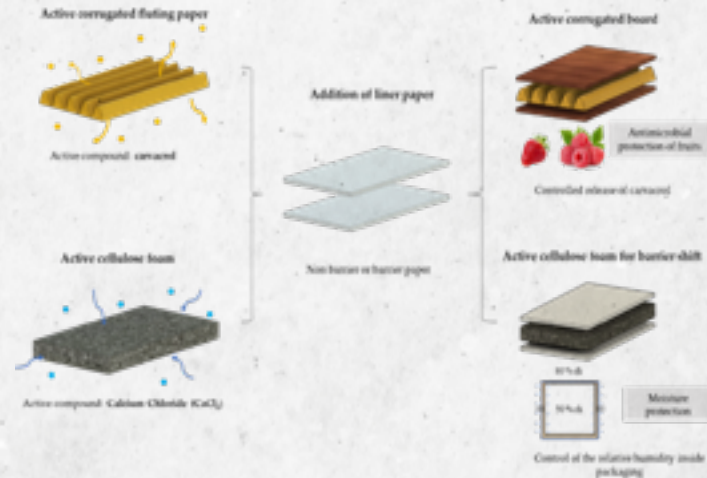 Active corrugated fluting paper
Active compound: carvacrol
Active cellulose foam
Active compound: Calcium Chloride (CaCl₂)
Addition of liner paper
Non barrier or barrier paper
Active corrugated board
Antimicrobial
protection of fruits
Controlled release of carvacrol
Active cellulose foam for barrier shift
Moisture
protection
Control of the relative humidity inside
packaging